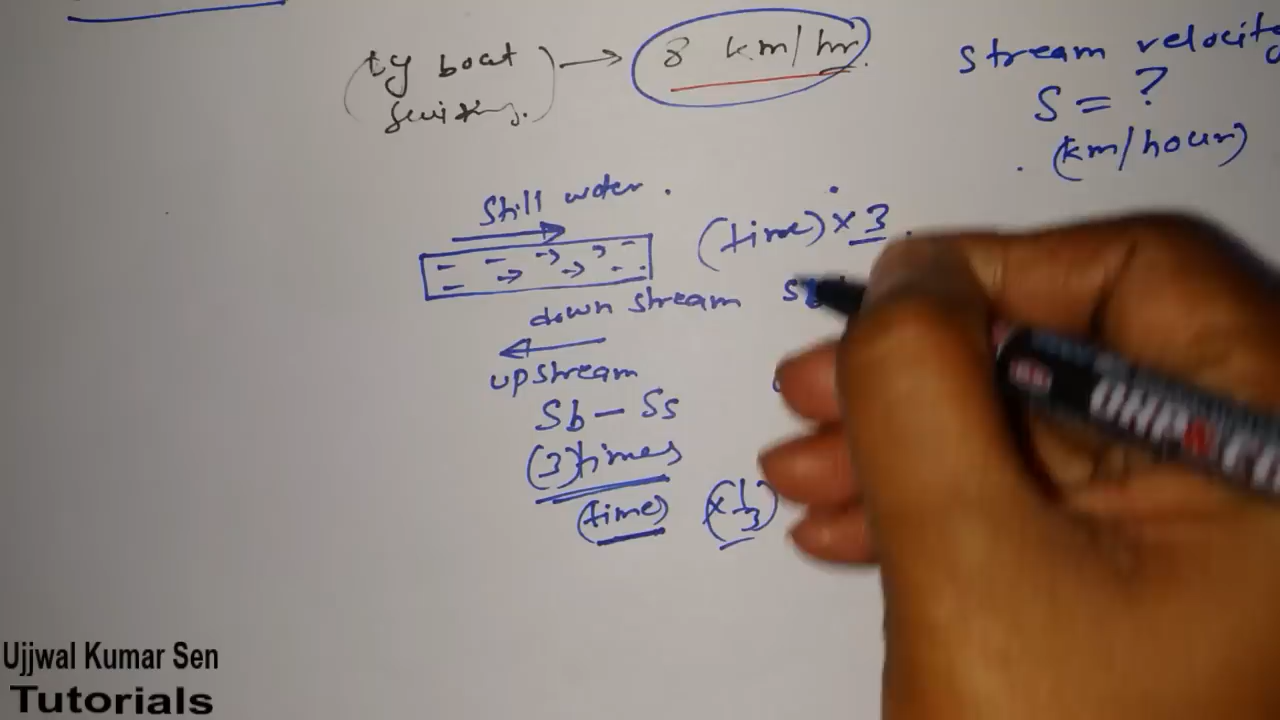 boat
8 km/hr.
stream velocity
S = ?
(km/hour)
Still water.
(time) × 3
down stream
upstream
Sb - Ss
(3) times
(time) (× 1/3)
Ujjwal Kumar Sen
Tutorials